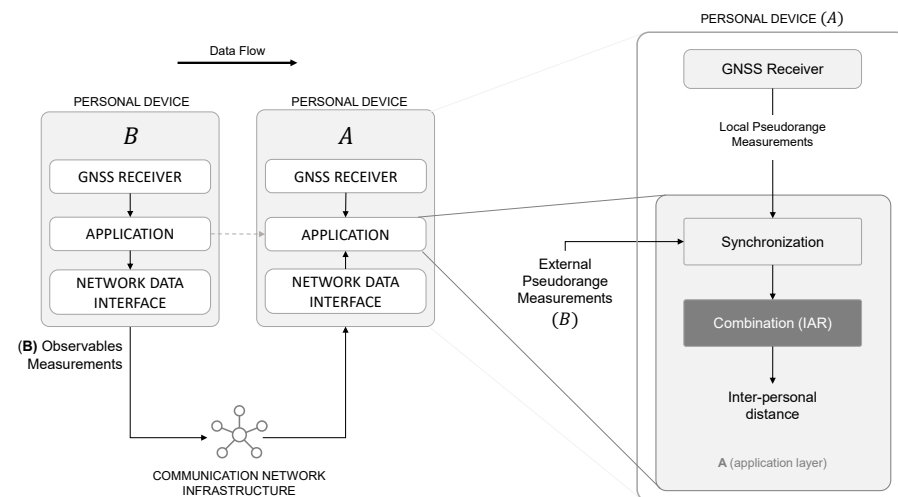 Data Flow
PERSONAL DEVICE
B
GNSS RECEIVER
APPLICATION
NETWORK DATA
INTERFACE
(B) Observables
Measurements
PERSONAL DEVICE
A
GNSS RECEIVER
APPLICATION
NETWORK DATA
INTERFACE
COMMUNICATION NETWORK
INFRASTRUCTURE
PERSONAL DEVICE (A)
GNSS Receiver
Local Pseudorange
Measurements
Synchronization
External
Pseudorange
Measurements
(B)
Combination (IAR)
Inter-personal
distance
A (application layer)